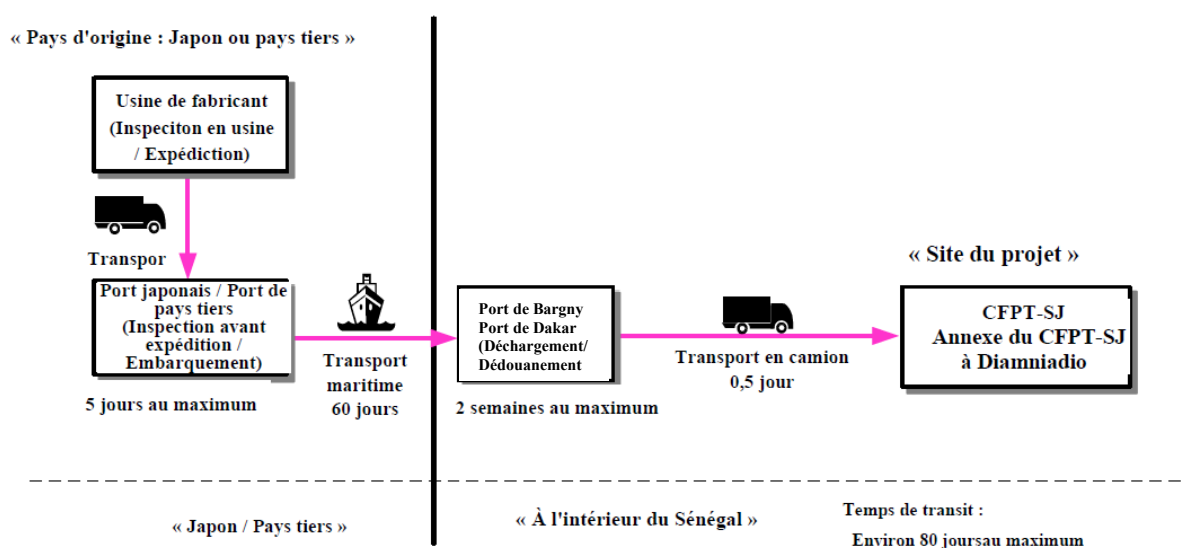 « Pays d'origine : Japon ou pays tiers »
Usine de fabricant
(Inspeciton en usine
/ Expédiction)
Transpor
Port japonais / Port de
pays tiers
(Inspection avant
expédition /
Embarquement)
5 jours au maximum
Transport
maritime
60 jours
Port de Bargny
Port de Dakar
(Déchargement/
Dédouanement
2 semaines au maximum
Transport en camion
0,5 jour
« Site du projet »
CFPT-SJ
Annexe du CFPT-SJ
à Diamniadio
« Japon / Pays tiers »
« À l'intérieur du Sénégal »
Temps de transit :
Environ 80 joursau maximum